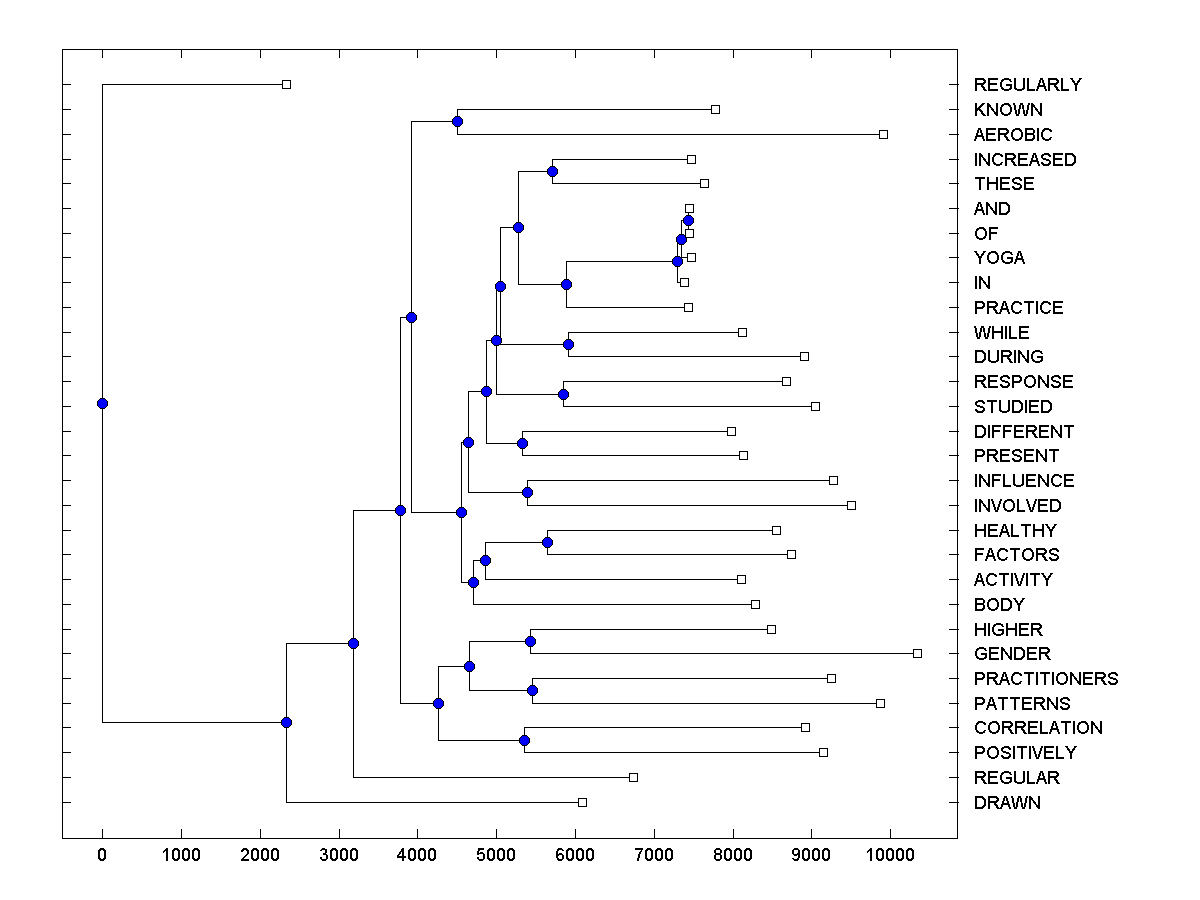 REGULARLY
KNOWN
AEROBIC
INCREASED
THESE
AND
OF
YOGA
IN
PRACTICE
WHILE
DURING
RESPONSE
STUDIED
DIFFERENT
PRESENT
INFLUENCE
INVOLVED
HEALTHY
FACTORS
ACTIVITY
BODY
HIGHER
GENDER
PRACTITIONERS
PATTERNS
CORRELATION
POSITIVELY
REGULAR
DRAWN
0 1000 2000 3000 4000 5000 6000 7000 8000 9000 10000